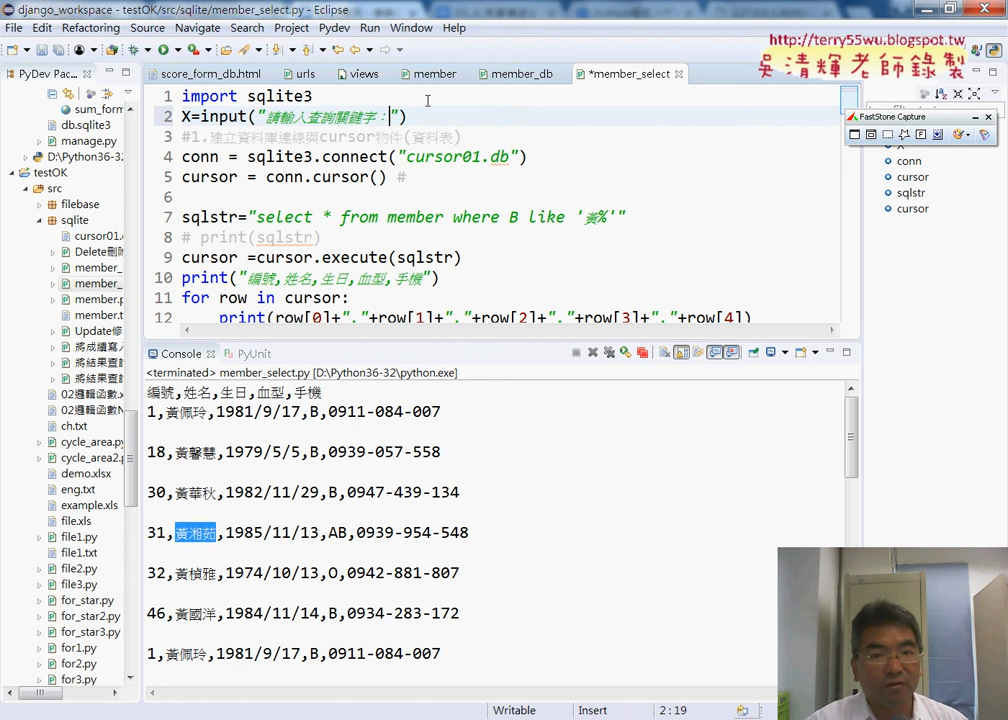 django_workspace - testOK/src/sqlite/member_select.py - Eclipse
File Edit Refactoring Source Navigate Search Project Pydev Run Window Help
http://terry55wu.blogspot.tw
吳清輝老師錄製
PyDev Pac...
score_form_db.html urls views member member_db *member_select
sum_form
db.sqlite3
manage.py
D:\Python36-32
testOK
src
filebase
sqlite
cursor01.
Delete刪除
member_
member_
member.p
member.t
Update修
將成績寫入
將結果查詢
將結果查詢
02邏輯函數.x
02邏輯函數N
ch.txt
cycle_area.py
cycle_area2.p
demo.xlsx
eng.txt
example.xls
file.xls
file1.py
file1.txt
file2.py
file3.py
for_star.py
for_star2.py
for_star3.py
for1.py
for2.py
for3.py
1 import sqlite3
2 X=input("請輸入查詢關鍵字：")
3 #1.建立資料庫連線與cursor物件(資料表)
4 conn = sqlite3.connect("cursor01.db")
5 cursor = conn.cursor() #
6
7 sqlstr="select * from member where B like '黃%'"
8 # print(sqlstr)
9 cursor =cursor.execute(sqlstr)
10 print("編號,姓名,生日,血型,手機")
11 for row in cursor:
12 print(row[0]+","+row[1]+","+row[2]+","+row[3]+","+row[4])
FastStone Capture
conn
cursor
sqlstr
cursor
Console PyUnit
<terminated> member_select.py [D:\Python36-32\python.exe]
編號,姓名,生日,血型,手機
1,黃佩玲,1981/9/17,B,0911-084-007
18,黃馨慧,1979/5/5,B,0939-057-558
30,黃華秋,1982/11/29,B,0947-439-134
31,黃湘茹,1985/11/13,AB,0939-954-548
32,黃楨雅,1974/10/13,O,0942-881-807
46,黃國洋,1984/11/14,B,0934-283-172
1,黃佩玲,1981/9/17,B,0911-084-007
Writable Insert 2:19